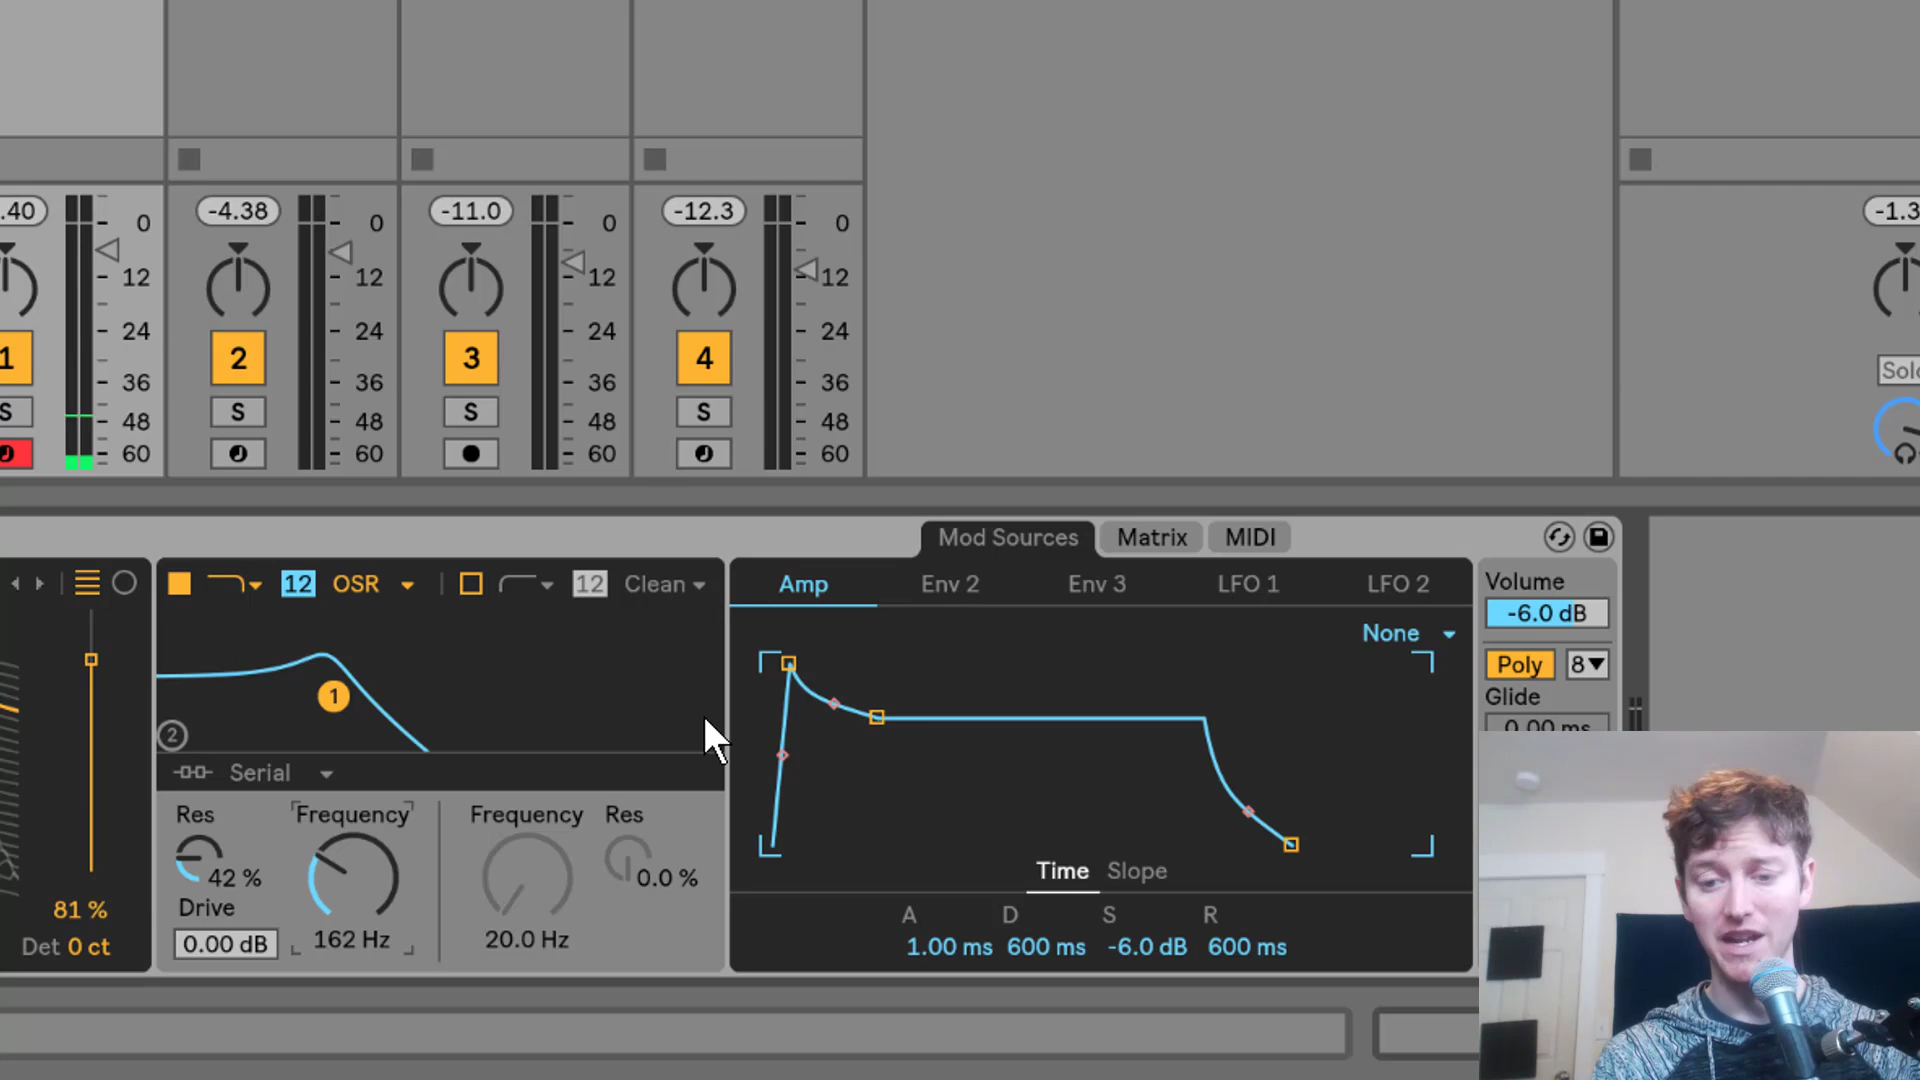 .40 -4.38 -11.0 -12.3 -1.3
0 0 0 0
12 12 12 12
24 24 24 24
1 2 3 4
36 36 36 36
Solo
S S S S
48 48 48 48
60 60 60 60
Mod Sources Matrix MIDI
12 OSR 12 Clean
Amp Env 2 Env 3 LFO 1 LFO 2
Volume
-6.0 dB
None
Poly 8
Glide
0.00 ms
1
2
Serial
Res Frequency Frequency Res
42 % 0.0 %
Time Slope
Drive
81 %
A D S R
0.00 dB 162 Hz 20.0 Hz
Det 0 ct
1.00 ms 600 ms -6.0 dB 600 ms